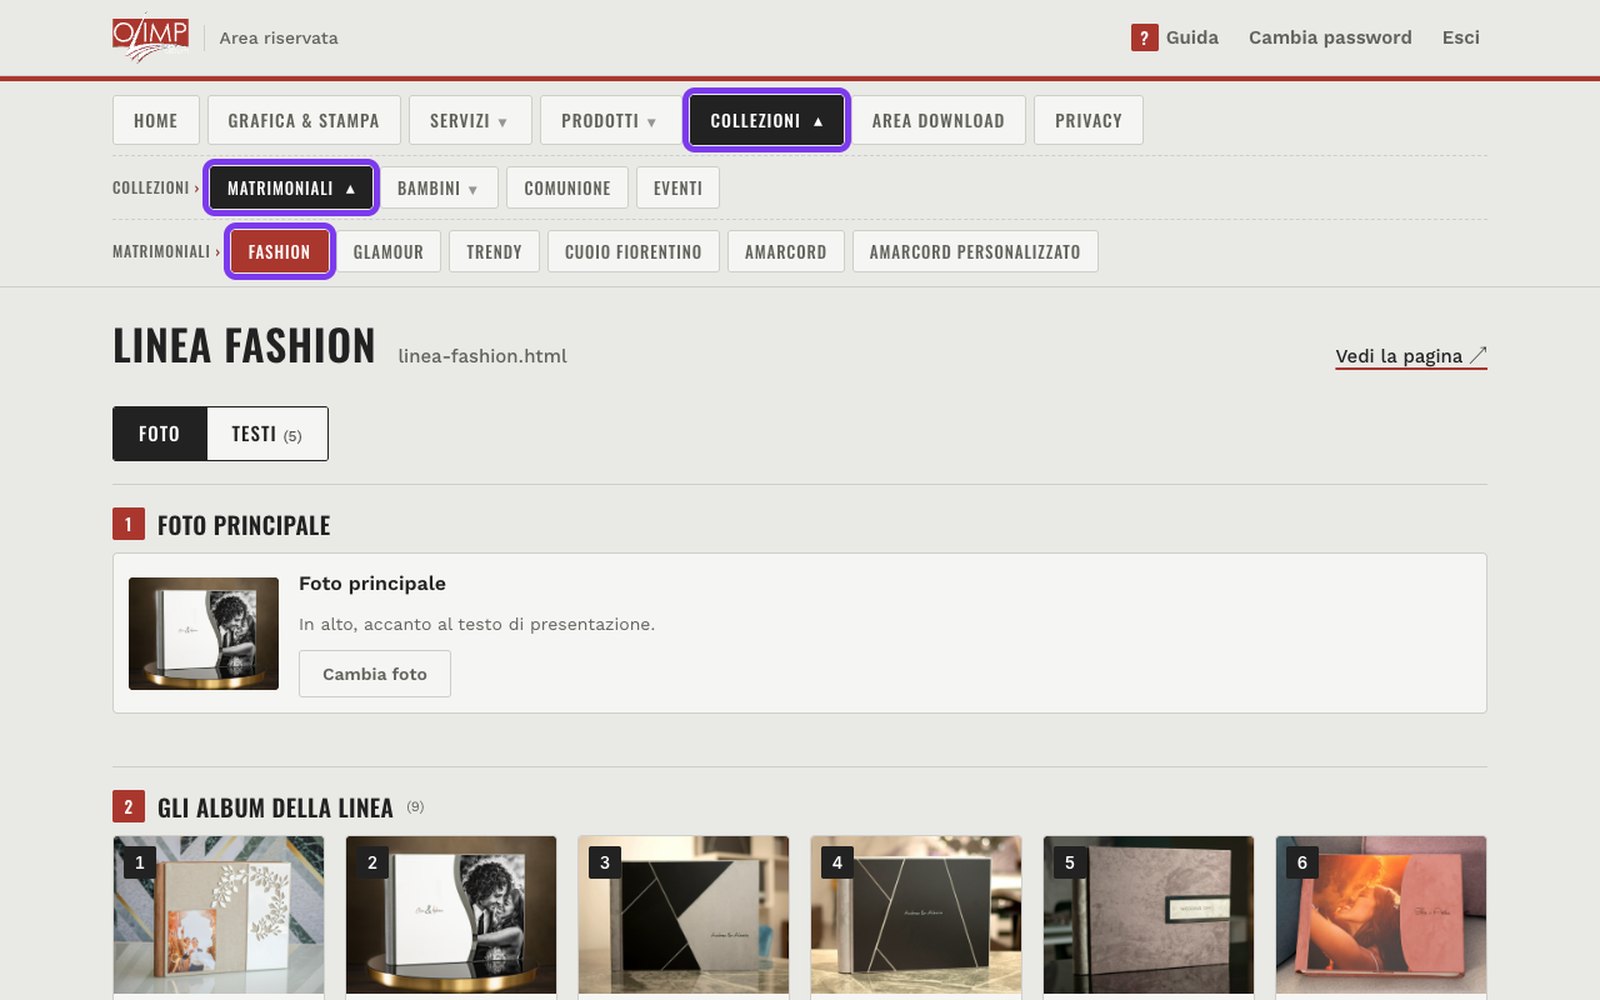 OLIMP
Area riservata
? Guida
Cambia password
Esci
HOME
GRAFICA & STAMPA
SERVIZI ▼
PRODOTTI ▼
COLLEZIONI ▲
AREA DOWNLOAD
PRIVACY
COLLEZIONI ›
MATRIMONIALI ▲
BAMBINI ▼
COMUNIONE
EVENTI
MATRIMONIALI ›
FASHION
GLAMOUR
TRENDY
CUOIO FIORENTINO
AMARCORD
AMARCORD PERSONALIZZATO
LINEA FASHION
linea-fashion.html
Vedi la pagina
FOTO
TESTI (5)
1 FOTO PRINCIPALE
Foto principale
In alto, accanto al testo di presentazione.
Cambia foto
2 GLI ALBUM DELLA LINEA (9)
1
2
3
4
5
6